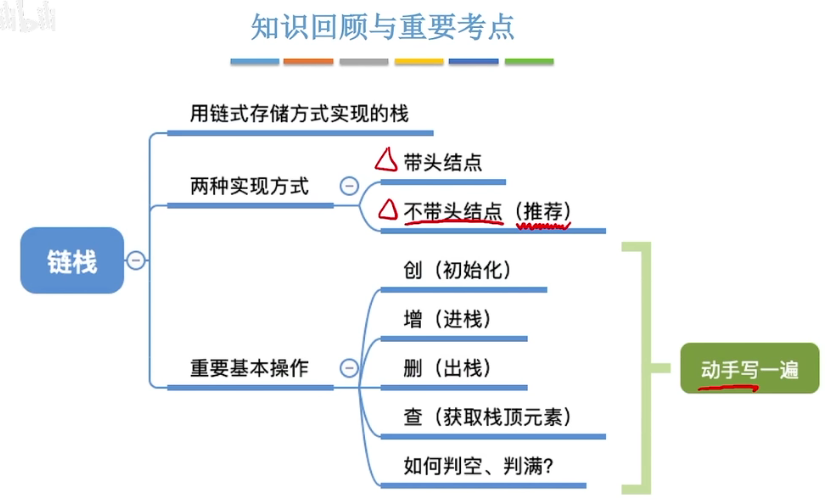 知识回顾与重要考点
用链式存储方式实现的栈
两种实现方式
带头结点
不带头结点（推荐）
链栈
重要基本操作
创（初始化）
增（进栈）
删（出栈）
查（获取栈顶元素）
如何判空、判满?
动手写一遍